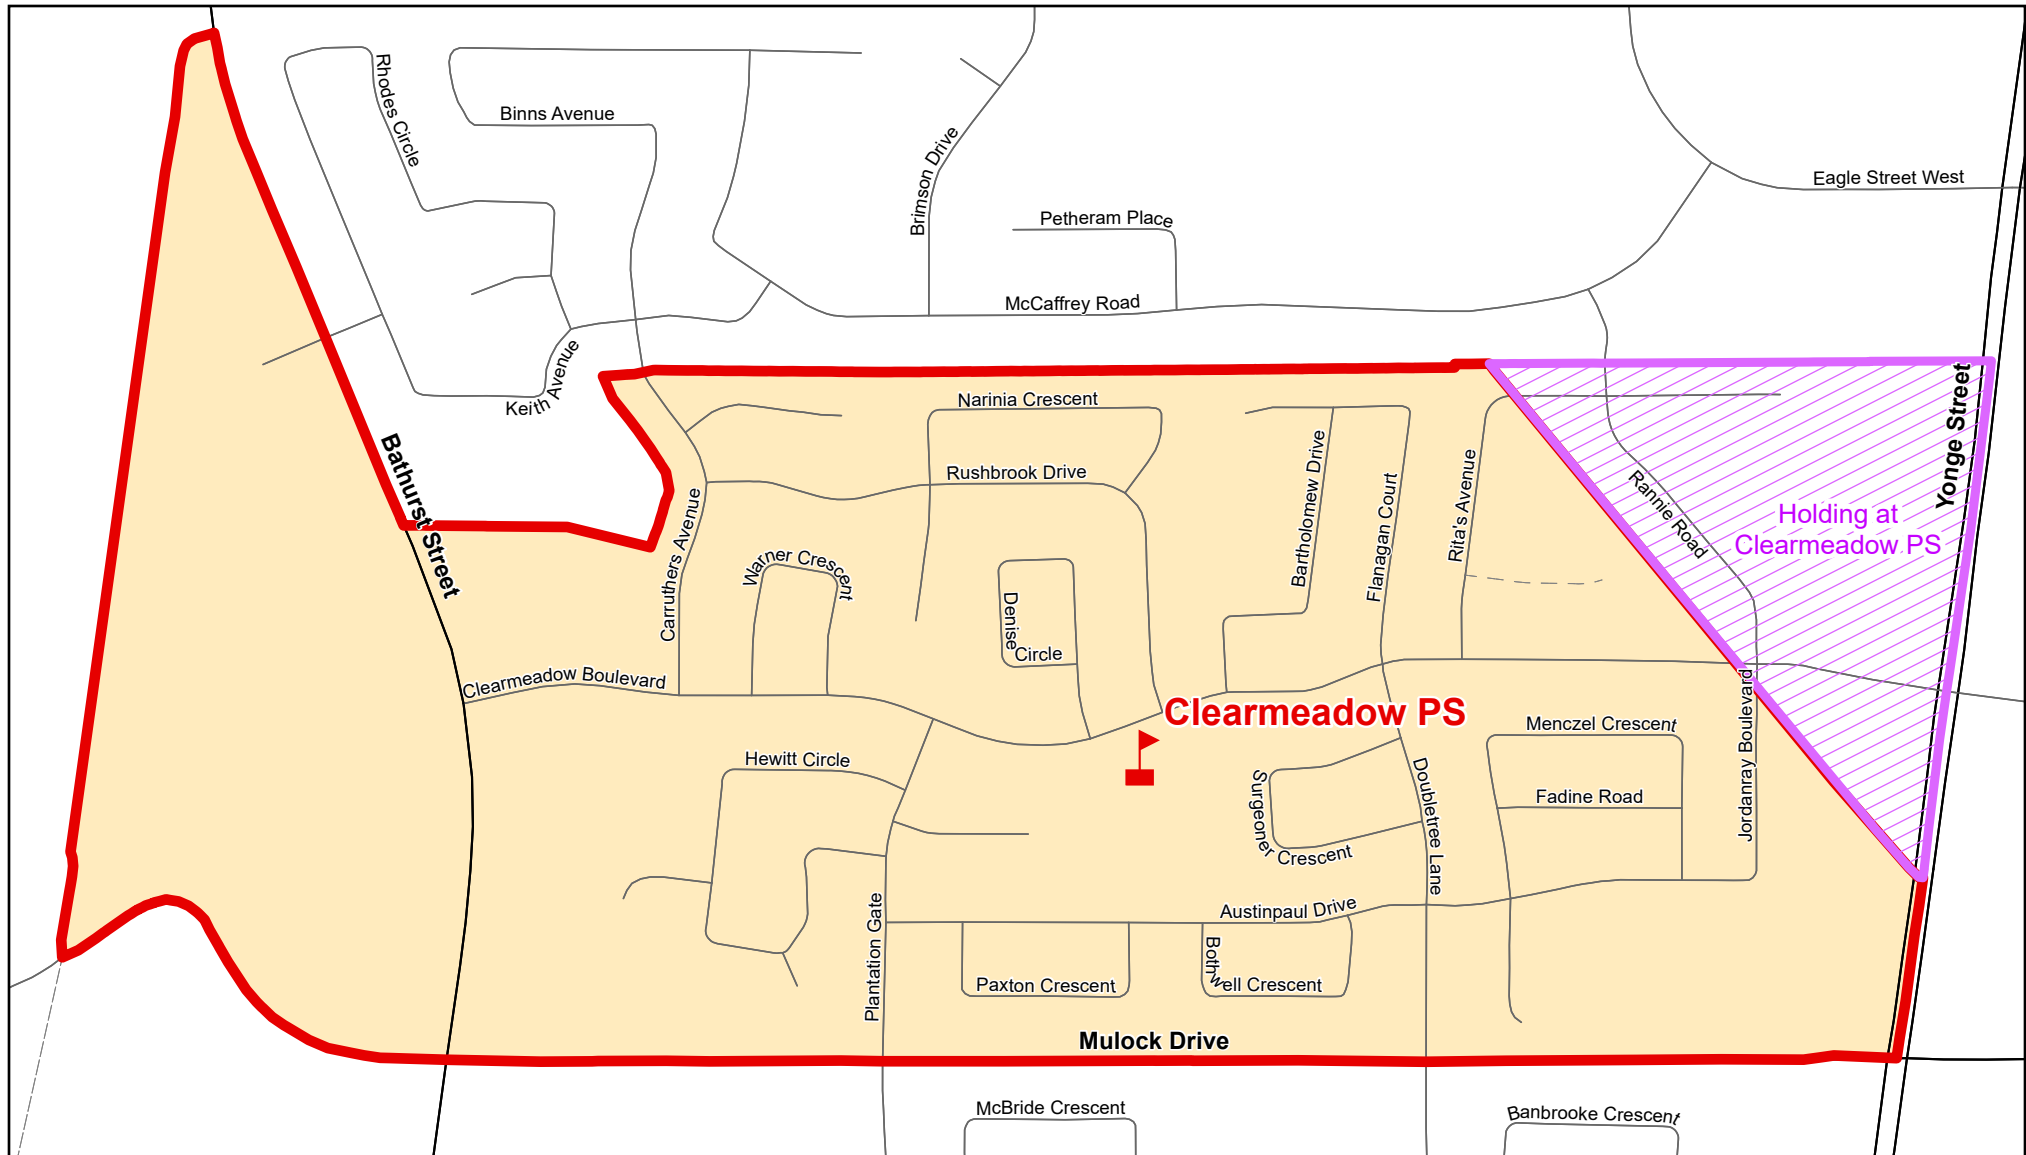 Rhodes Circle
Binns Avenue
Brimson Drive
Eagle Street West
Petheram Place
McCaffrey Road
Keith Avenue
Yonge Street
Narinia Crescent
Bathurst Street
Rushbrook Drive
Bartholomew Drive
Flanagan Court
Rita's Avenue
Rannie Road
Holding at
Clearmeadow PS
Carruthers Avenue
Warner Crescent
Denise
Circle
Clearmeadow Boulevard
Clearmeadow PS
Menczel Crescent
Jordanray Boulevard
Hewitt Circle
Surgeoner Crescent
Doubletree Lane
Fadine Road
Plantation Gate
Austinpaul Drive
Paxton Crescent
Bothwell Crescent
Mulock Drive
McBride Crescent
Banbrooke Crescent